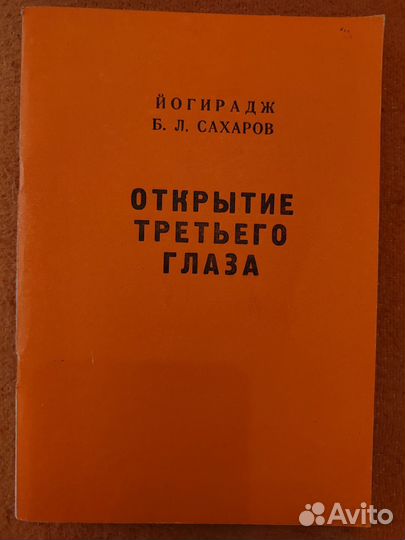 ЙОГИРАДЖ
Б. Л. САХАРОВ
ОТКРЫТИЕ
ТРЕТЬЕГО
ГЛАЗА
Avito